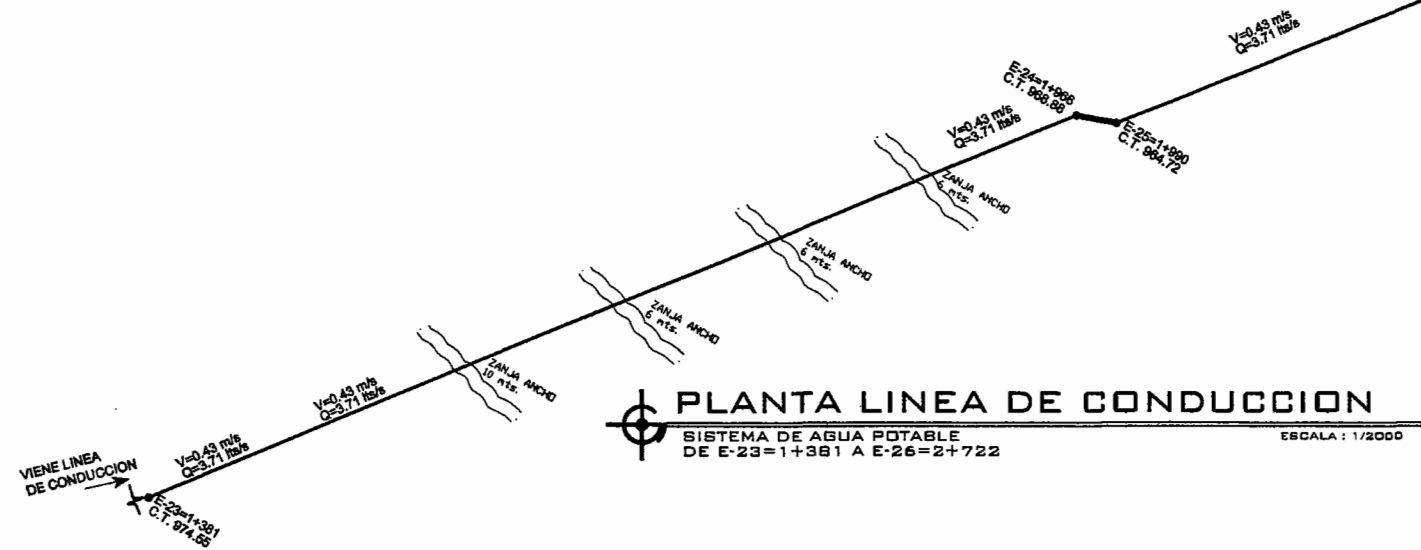 V=0.43 m/s
Q=3.71 lts/s
E-24=1+966
C.T. 968.88
V=0.43 m/s
Q=3.71 lts/s
E-25=1+990
C.T. 964.72
ZANJA ANCHO
6 mts.
ZANJA ANCHO
6 mts.
ZANJA ANCHO
6 mts.
ZANJA ANCHO
10 mts.
V=0.43 m/s
Q=3.71 lts/s
PLANTA LINEA DE CONDUCCION
SISTEMA DE AGUA POTABLE
ESCALA : 1/2000
DE E-23=1+381 A E-26=2+722
V=0.43 m/s
Q=3.71 lts/s
VIENE LINEA
DE CONDUCCION
E-23=1+381
C.T. 974.55